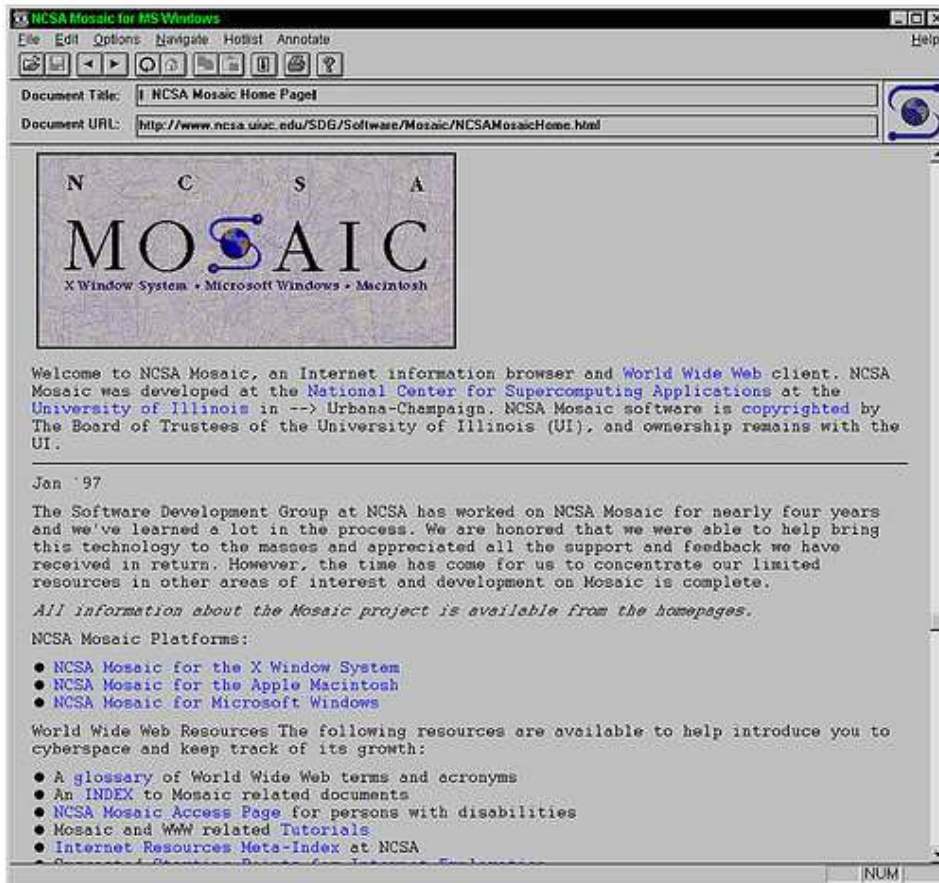 NCSA Mosaic for MS Windows
File Edit Options Navigate Hotlist Annotate Help
Document Title: NCSA Mosaic Home Page
Document URL: http://www.ncsa.uiuc.edu/SDG/Software/Mosaic/NCSAMosaicHome.html
N C S A
MOSAIC
X Window System • Microsoft Windows • Macintosh
Welcome to NCSA Mosaic, an Internet information browser and World Wide Web client. NCSA
Mosaic was developed at the National Center for Supercomputing Applications at the
University of Illinois in --> Urbana-Champaign. NCSA Mosaic software is copyrighted by
The Board of Trustees of the University of Illinois (UI), and ownership remains with the
UI.
Jan `97
The Software Development Group at NCSA has worked on NCSA Mosaic for nearly four years
and we've learned a lot in the process. We are honored that we were able to help bring
this technology to the masses and appreciated all the support and feedback we have
received in return. However, the time has come for us to concentrate our limited
resources in other areas of interest and development on Mosaic is complete.
All information about the Mosaic project is available from the homepages.
NCSA Mosaic Platforms:
● NCSA Mosaic for the X Window System
● NCSA Mosaic for the Apple Macintosh
● NCSA Mosaic for Microsoft Windows
World Wide Web Resources The following resources are available to help introduce you to
cyberspace and keep track of its growth:
● A glossary of World Wide Web terms and acronyms
● An INDEX to Mosaic related documents
● NCSA Mosaic Access Page for persons with disabilities
● Mosaic and WWW related Tutorials
● Internet Resources Meta-Index at NCSA
NUM